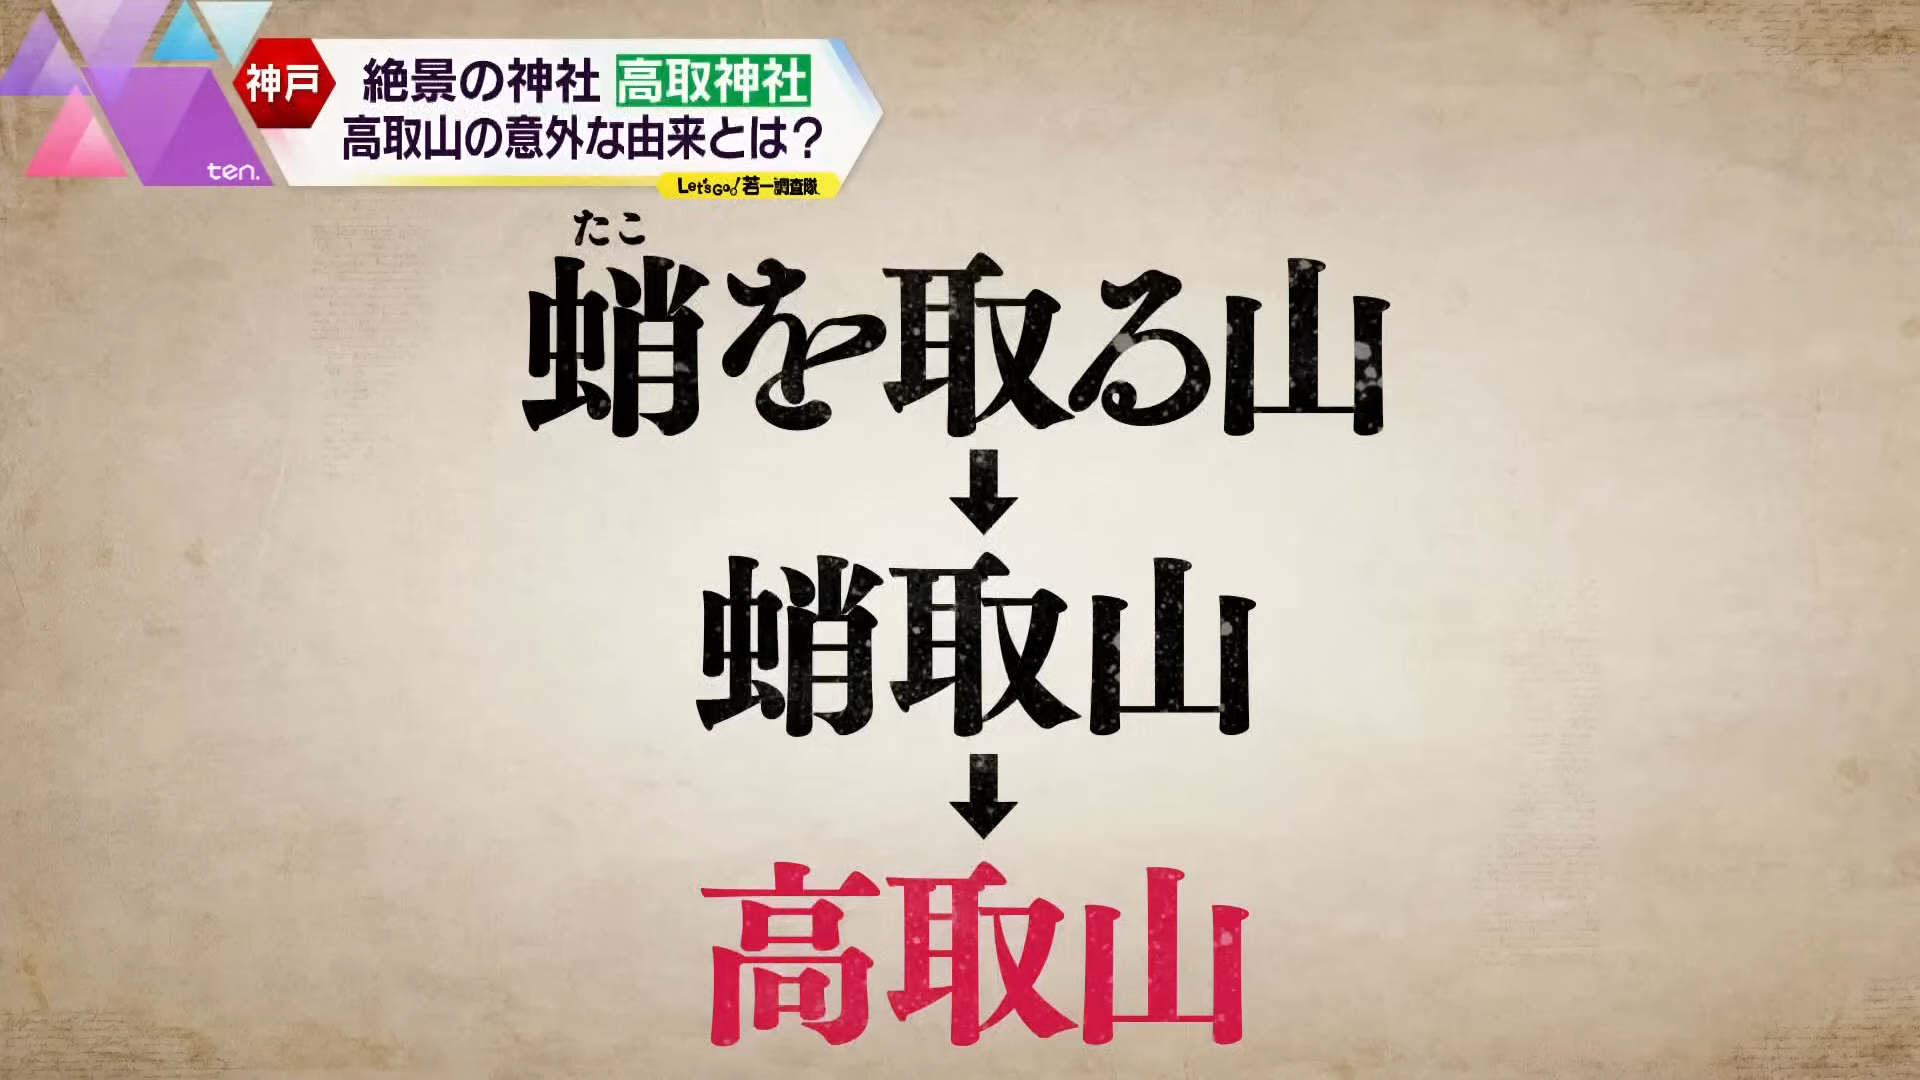 神戸
絶景の神社 高取神社
高取山の意外な由来とは?
ten.
Let's Go! 若一調査隊
たこ
蛸を取る山
↓
蛸取山
↓
高取山